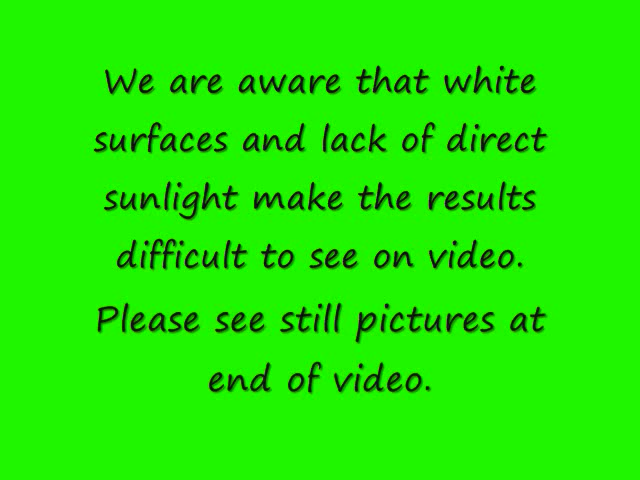 We are aware that white
surfaces and lack of direct
sunlight make the results
difficult to see on video.
Please see still pictures at
end of video.